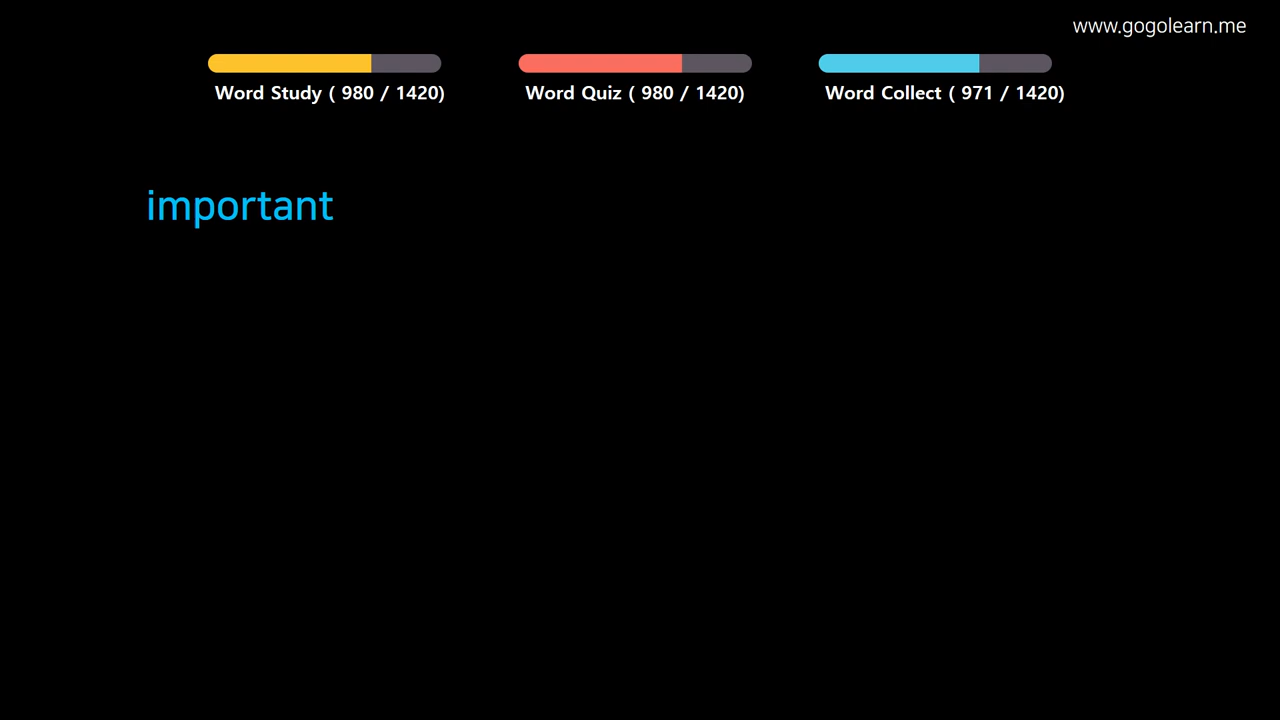 www.gogolearn.me
Word Study ( 980 / 1420)
Word Quiz ( 980 / 1420)
Word Collect ( 971 / 1420)
important